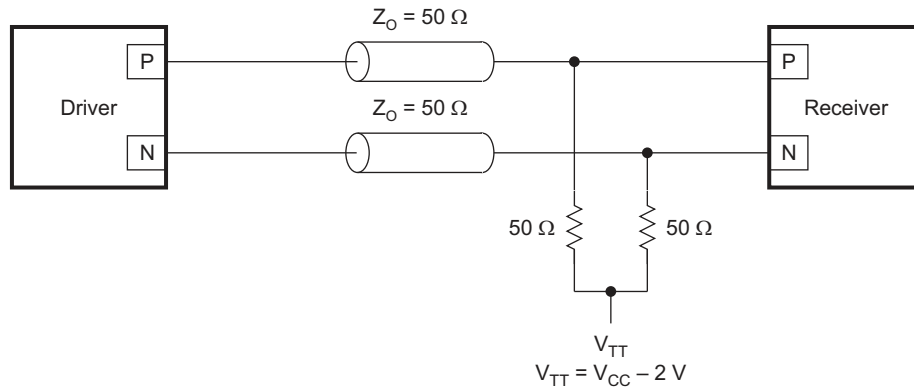 Z_O = 50 Ω
P
P
Driver
Z_O = 50 Ω
Receiver
N
N
50 Ω
50 Ω
V_TT
V_TT = V_CC – 2 V